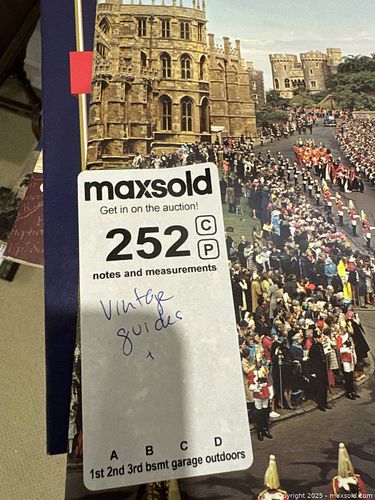 maxsold
Get in on the auction!
252 C
P
notes and measurements
vintage
guides
+
A B C D
1st 2nd 3rd bsmt garage outdoors
Copyright 2025 - maxsold.com